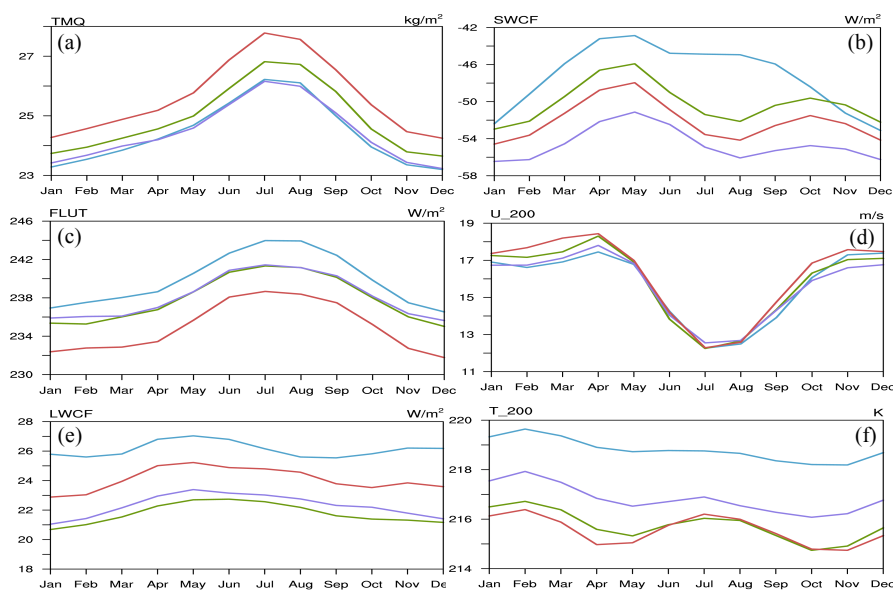 TMQ kg/m²
(a)
27
25
23
Jan Feb Mar Apr May Jun Jul Aug Sep Oct Nov Dec
SWCF W/m²
(b)
-42
-46
-50
-54
-58
Jan Feb Mar Apr May Jun Jul Aug Sep Oct Nov Dec
FLUT W/m²
(c)
246
242
238
234
230
Jan Feb Mar Apr May Jun Jul Aug Sep Oct Nov Dec
U_200 m/s
(d)
19
17
15
13
11
Jan Feb Mar Apr May Jun Jul Aug Sep Oct Nov Dec
LWCF W/m²
(e)
28
26
24
22
20
18
Jan Feb Mar Apr May Jun Jul Aug Sep Oct Nov Dec
T_200 K
(f)
220
218
216
214
Jan Feb Mar Apr May Jun Jul Aug Sep Oct Nov Dec